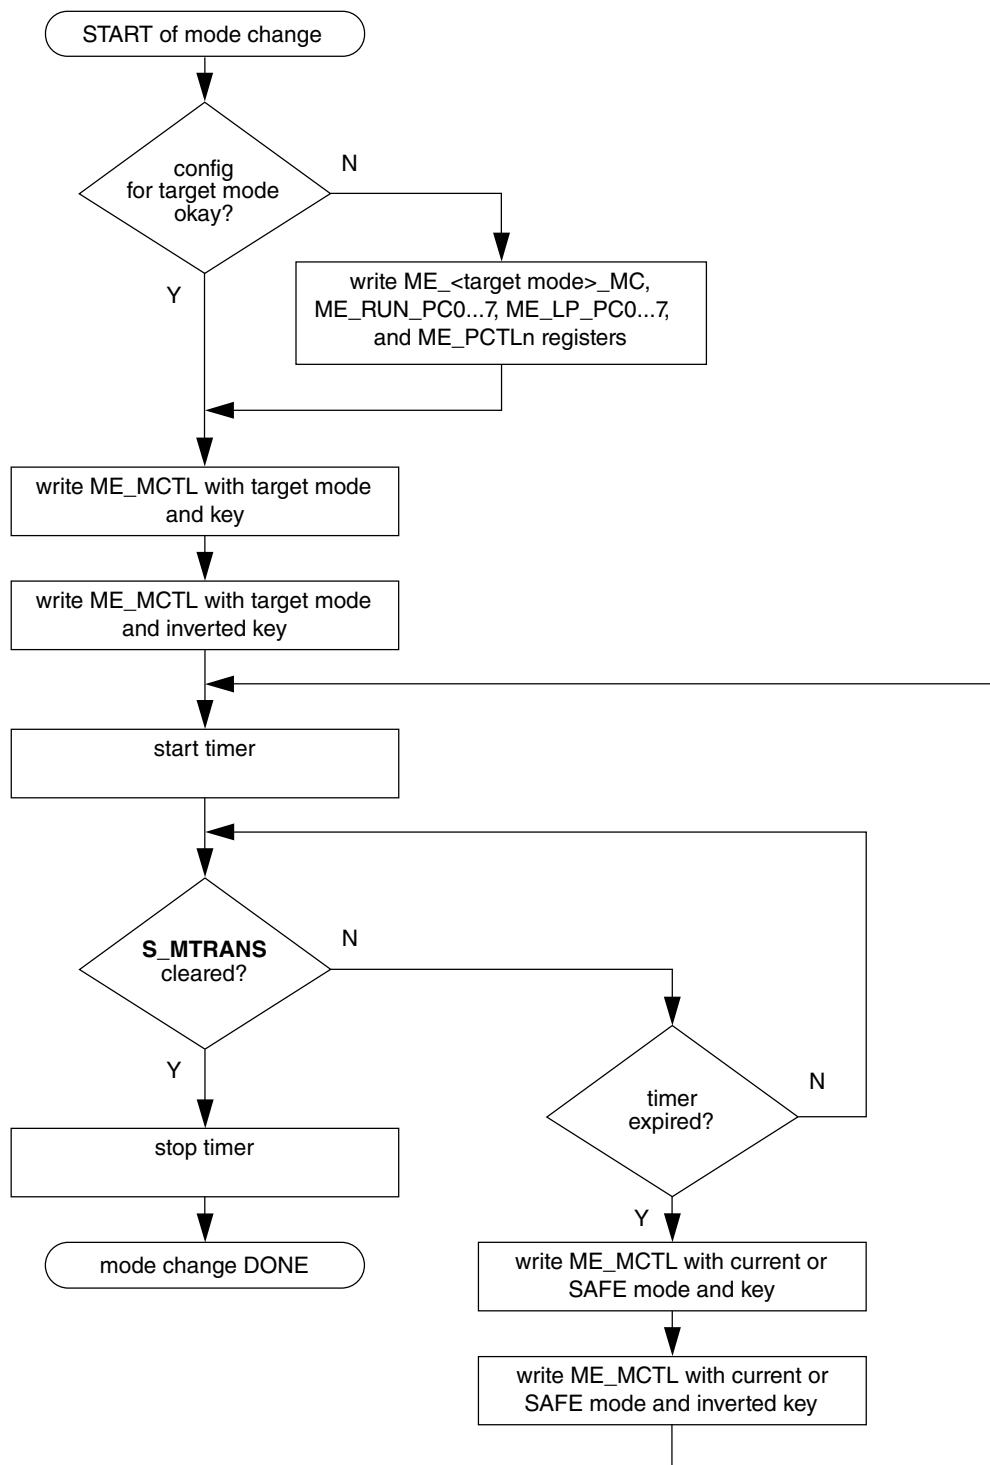 START of mode change
config
for target mode
okay?
N
Y
write ME_<target mode>_MC,
ME_RUN_PC0...7, ME_LP_PC0...7,
and ME_PCTLn registers
write ME_MCTL with target mode
and key
write ME_MCTL with target mode
and inverted key
start timer
S_MTRANS
cleared?
N
Y
timer
expired?
N
Y
stop timer
mode change DONE
write ME_MCTL with current or
SAFE mode and key
write ME_MCTL with current or
SAFE mode and inverted key